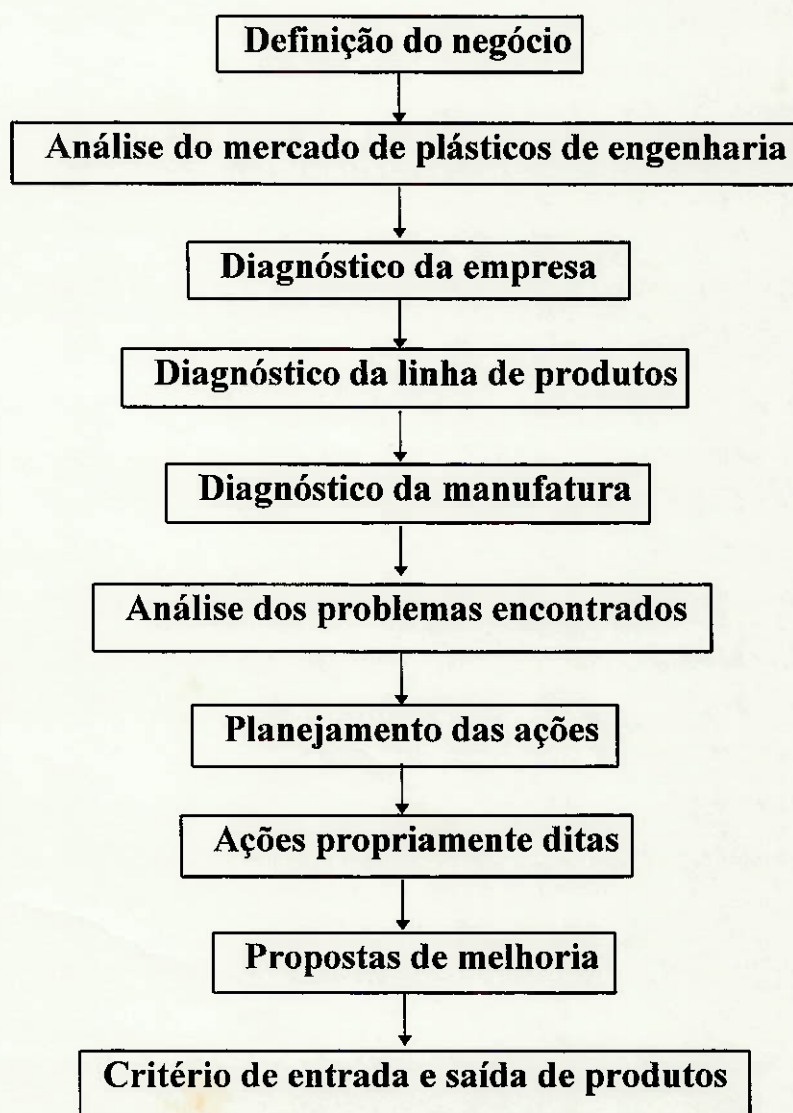 Definição do negócio
Análise do mercado de plásticos de engenharia
Diagnóstico da empresa
Diagnóstico da linha de produtos
Diagnóstico da manufatura
Análise dos problemas encontrados
Planejamento das ações
Ações propriamente ditas
Propostas de melhoria
Critério de entrada e saída de produtos